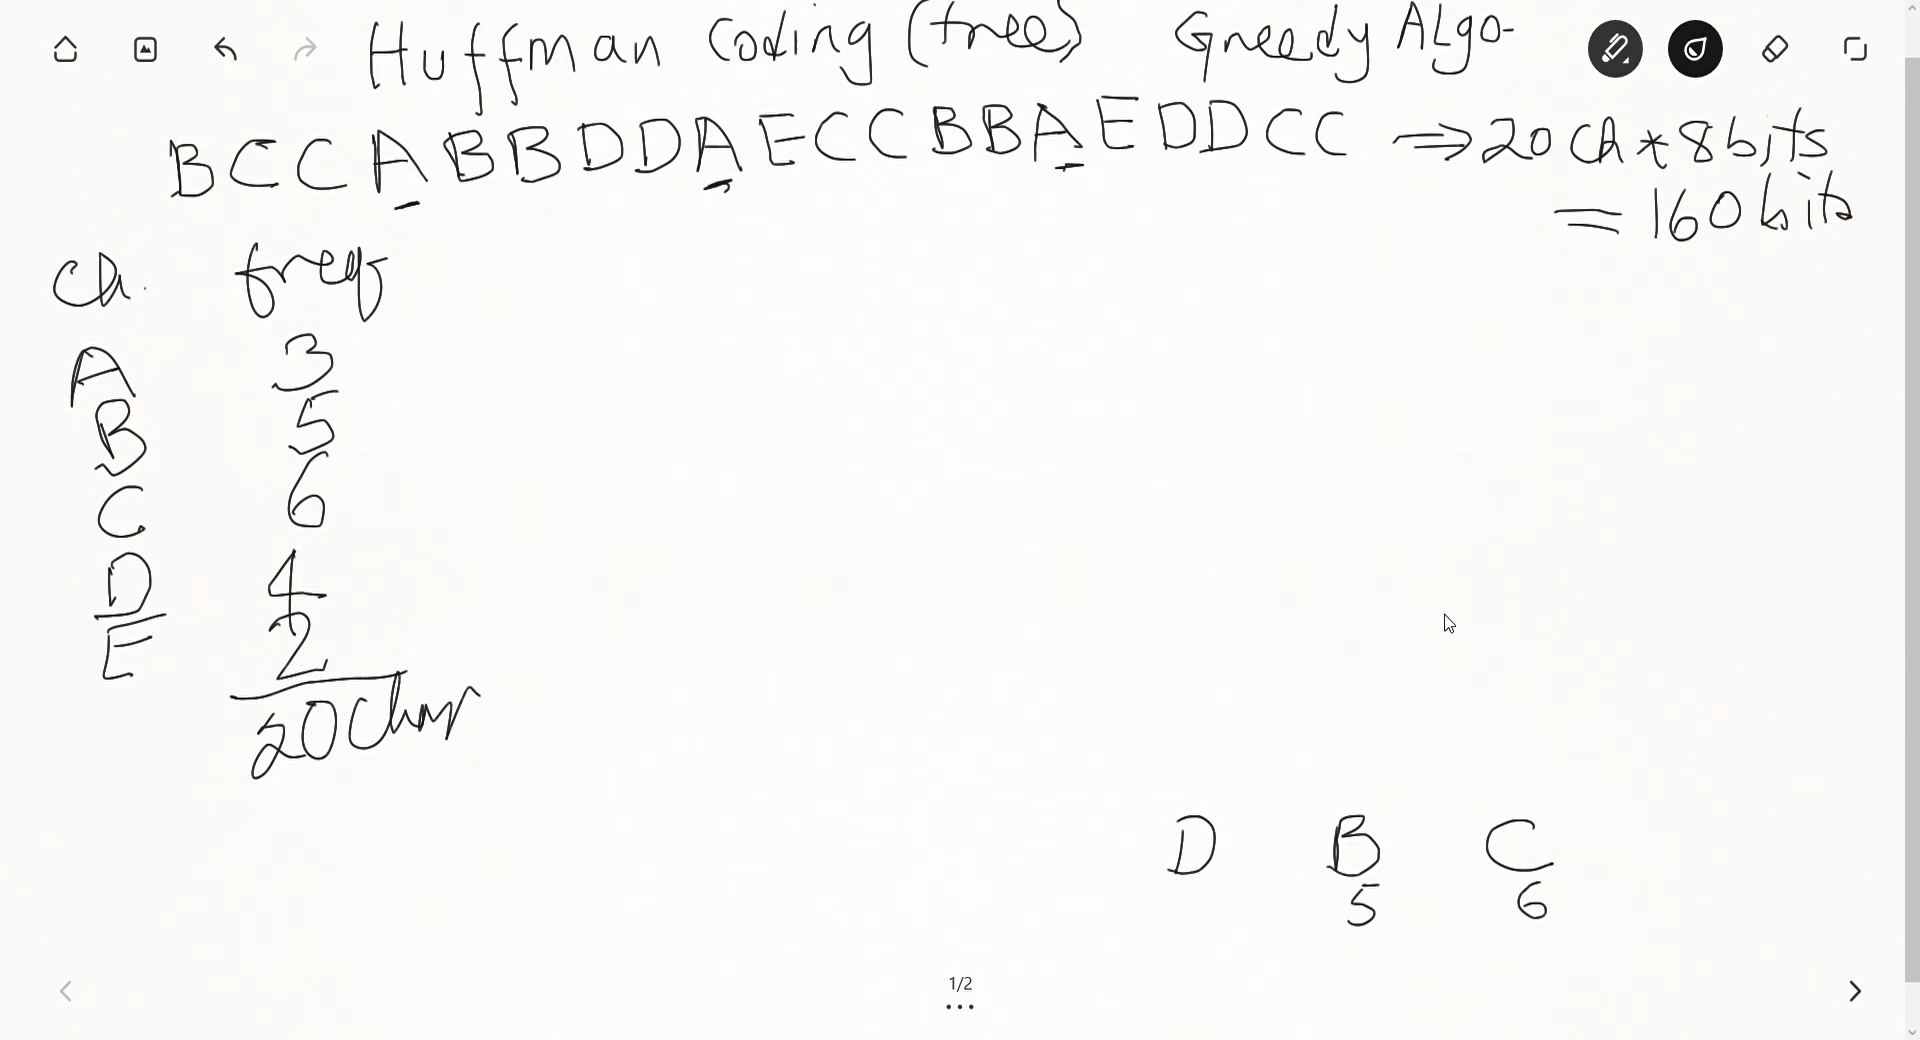 Huffman Coding (tree) Greedy ALgo-
BCCABBDDAECCBBAEDDCC ⇒ 20 ch * 8 bits
= 160 bits
Ch. freq
A 3
B 5
C 6
D 4
E 2
20 Char
D B C
5 6
1/2